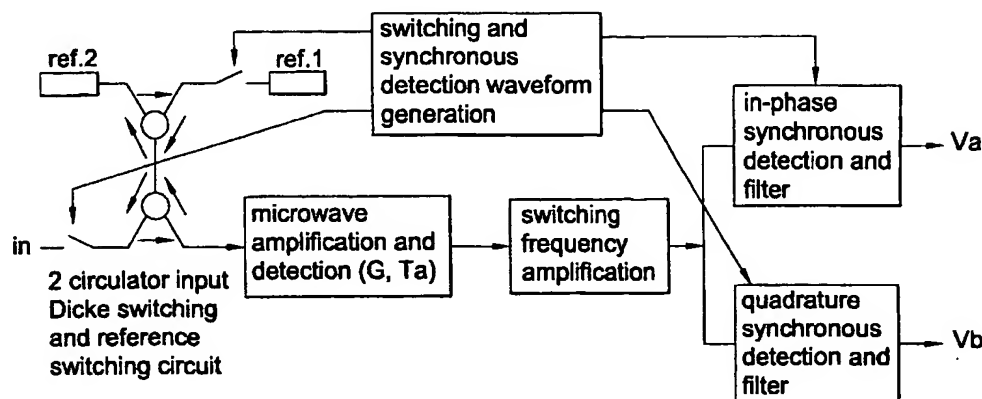 ref.2
ref.1
switching and
synchronous
detection waveform
generation
in-phase
synchronous
detection and
filter
Va
in
microwave
amplification and
detection (G, Ta)
switching
frequency
amplification
2 circulator input
Dicke switching
and reference
switching circuit
quadrature
synchronous
detection and
filter
Vb